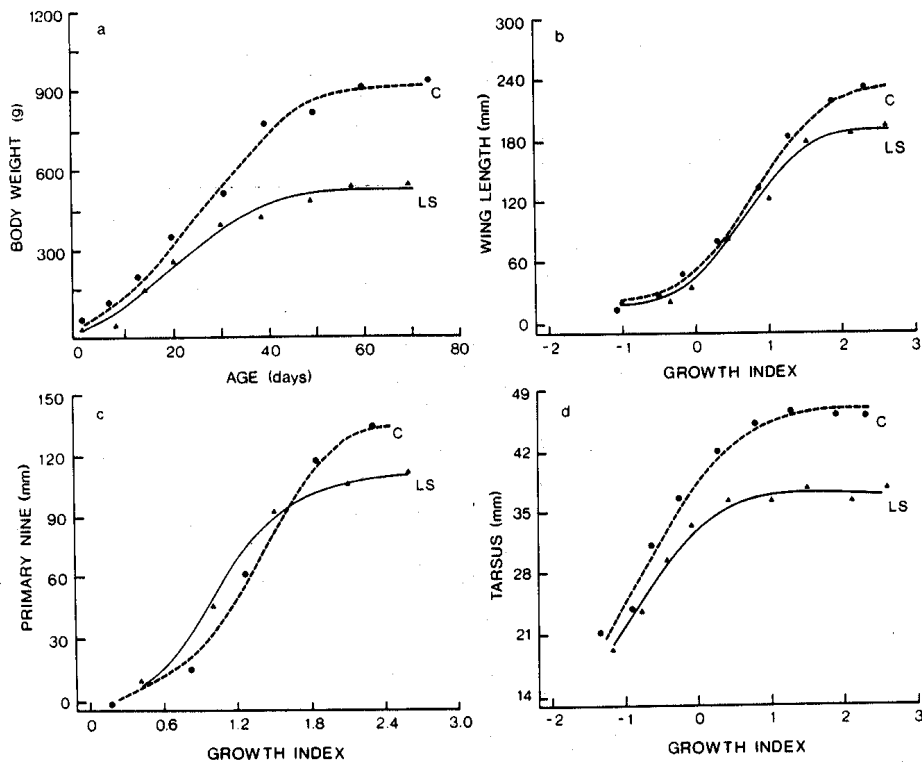 a
BODY WEIGHT (g)
1200
900
600
300
C
LS
0 20 40 60 80
AGE (days)
b
WING LENGTH (mm)
240
180
120
60
0
C
LS
-2 -1 0 1 2 3
GROWTH INDEX
c
PRIMARY NINE (mm)
150
120
90
60
30
0
C
LS
0 0.6 1.2 1.8 2.4 3.0
GROWTH INDEX
d
TARSUS (mm)
49
42
35
28
21
14
C
LS
-2 -1 0 1 2 3
GROWTH INDEX